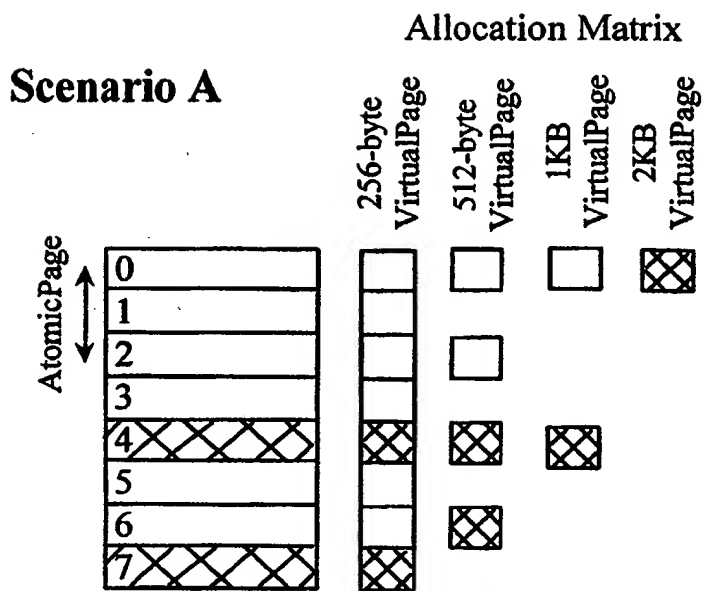 Allocation Matrix
Scenario A
256-byte
VirtualPage
512-byte
VirtualPage
1KB
VirtualPage
2KB
VirtualPage
AtomicPage
0
1
2
3
4
5
6
7